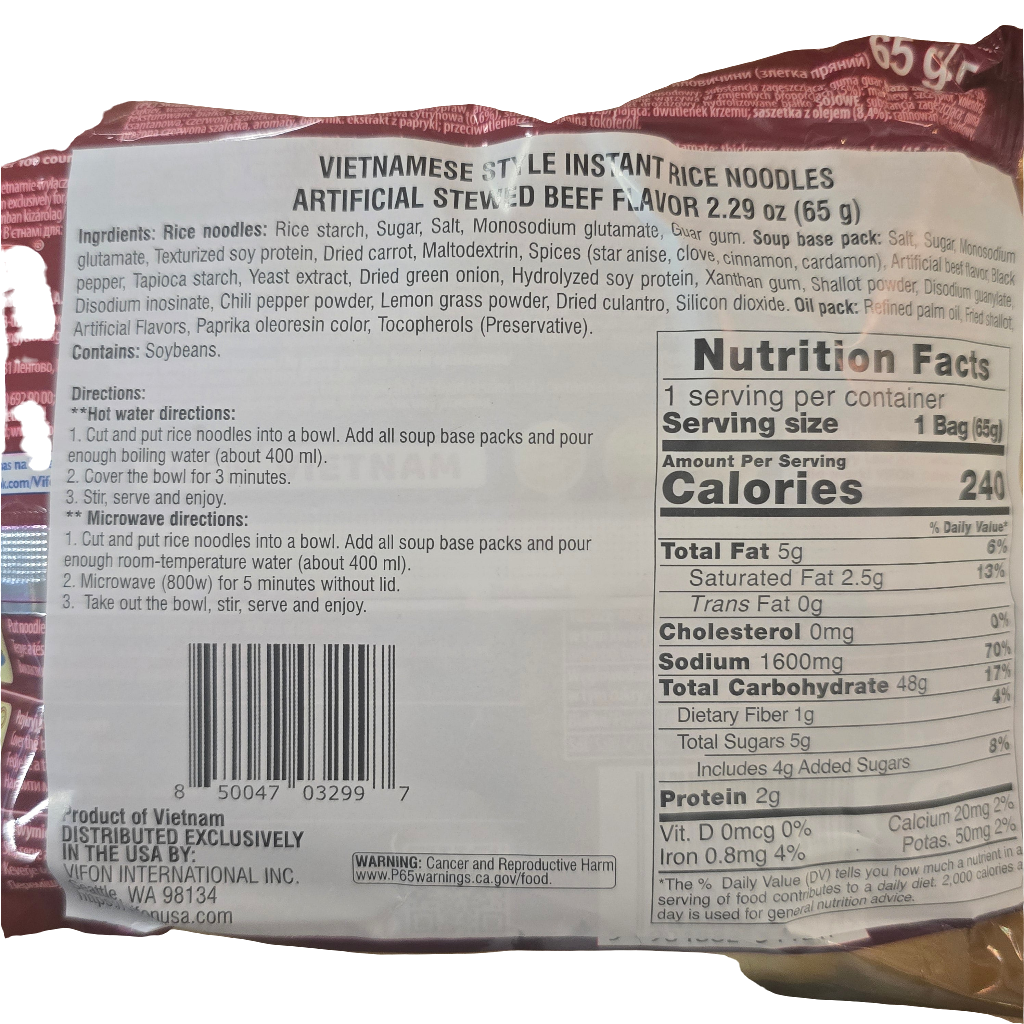 65 g
(злегка пряний)
ekstrakt z papryki;
dwutlenek krzemu; saszetka z olejem (8,4%):
tokoferoli.
VIETNAMESE STYLE INSTANT RICE NOODLES
ARTIFICIAL STEWED BEEF FLAVOR 2.29 oz (65 g)
Ingrdients: Rice noodles: Rice starch, Sugar, Salt, Monosodium glutamate, Guar gum. Soup base pack: Salt, Sugar, Monosodium
glutamate, Texturized soy protein, Dried carrot, Maltodextrin, Spices (star anise, clove, cinnamon, cardamon), Artificial beef flavor, Black
pepper, Tapioca starch, Yeast extract, Dried green onion, Hydrolyzed soy protein, Xanthan gum, Shallot powder, Disodium guanylate,
Disodium inosinate, Chili pepper powder, Lemon grass powder, Dried culantro, Silicon dioxide. Oil pack: Refined palm oil, Fried shallot,
Artificial Flavors, Paprika oleoresin color, Tocopherols (Preservative).
Contains: Soybeans.
Directions:
**Hot water directions:
1. Cut and put rice noodles into a bowl. Add all soup base packs and pour
enough boiling water (about 400 ml).
2. Cover the bowl for 3 minutes.
3. Stir, serve and enjoy.
** Microwave directions:
1. Cut and put rice noodles into a bowl. Add all soup base packs and pour
enough room-temperature water (about 400 ml).
2. Microwave (800w) for 5 minutes without lid.
3. Take out the bowl, stir, serve and enjoy.
8 50047 03299 7
Product of Vietnam
DISTRIBUTED EXCLUSIVELY
IN THE USA BY:
VIFON INTERNATIONAL INC.
Seattle, WA 98134
WARNING: Cancer and Reproductive Harm
www.P65warnings.ca.gov/food.
Nutrition Facts
1 serving per container
Serving size 1 Bag (65g)
Amount Per Serving
Calories 240
% Daily Value*
Total Fat 5g 6%
Saturated Fat 2.5g 13%
Trans Fat 0g
Cholesterol 0mg 0%
Sodium 1600mg 70%
Total Carbohydrate 48g 17%
Dietary Fiber 1g 4%
Total Sugars 5g
Includes 4g Added Sugars 8%
Protein 2g
Vit. D 0mcg 0% Calcium 20mg 2%
Iron 0.8mg 4% Potas. 50mg 2%
*The % Daily Value (DV) tells you how much a nutrient in a
serving of food contributes to a daily diet. 2,000 calories a
day is used for general nutrition advice.